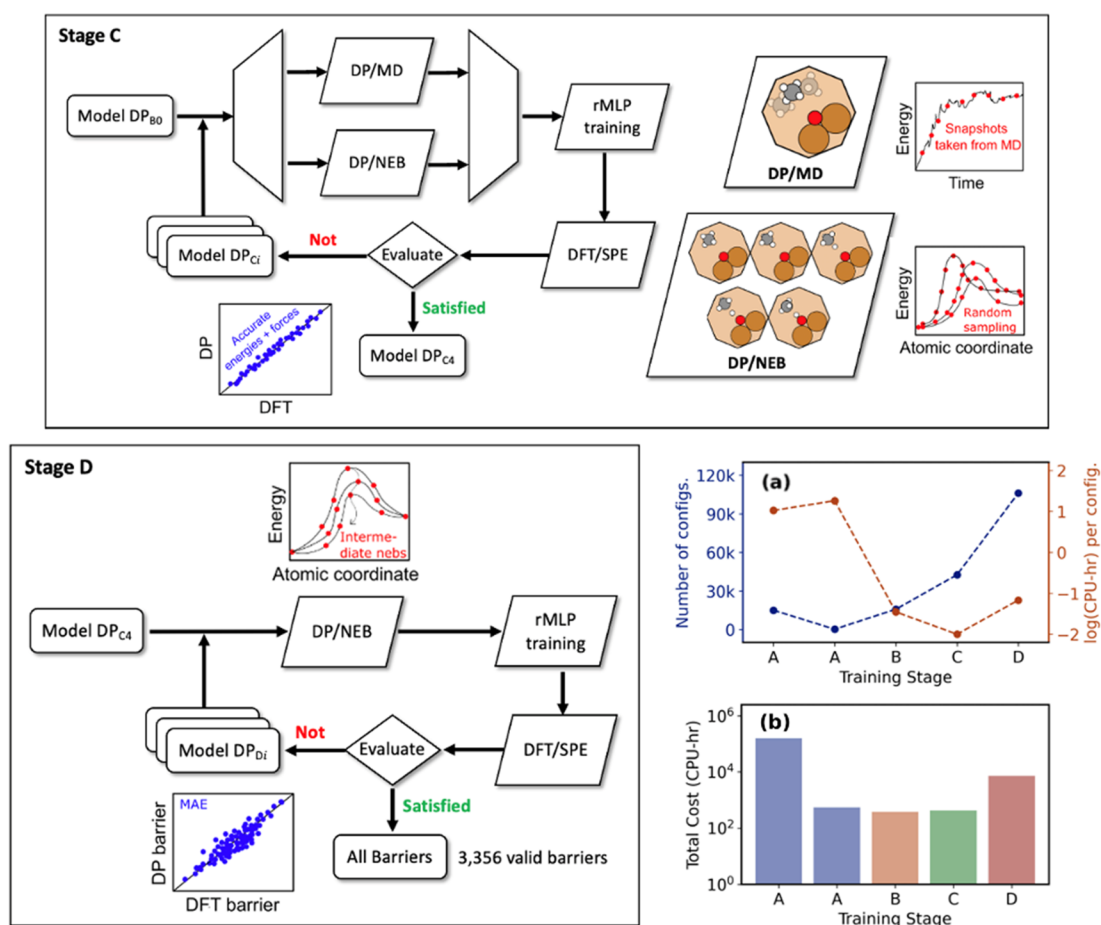 Stage C
DP/MD
Model DP_B0
rMLP
training
DP/NEB
Model DP_Ci
Not
Evaluate
DFT/SPE
Satisfied
Model DP_C4
DP
Accurate
energies + forces
DFT
DP/MD
Energy
Snapshots
taken from MD
Time
DP/NEB
Energy
Random
sampling
Atomic coordinate
Stage D
Energy
Interme-
diate nebs
Atomic coordinate
Model DP_C4
DP/NEB
rMLP
training
Model DP_Di
Not
Evaluate
DFT/SPE
Satisfied
DP barrier
MAE
DFT barrier
All Barriers
3,356 valid barriers
(a)
Number of configs.
120k
90k
60k
30k
0
log(CPU-hr) per config.
2
1
0
−1
−2
A A B C D
Training Stage
(b)
Total Cost (CPU-hr)
10^6
10^4
10^2
10^0
A A B C D
Training Stage